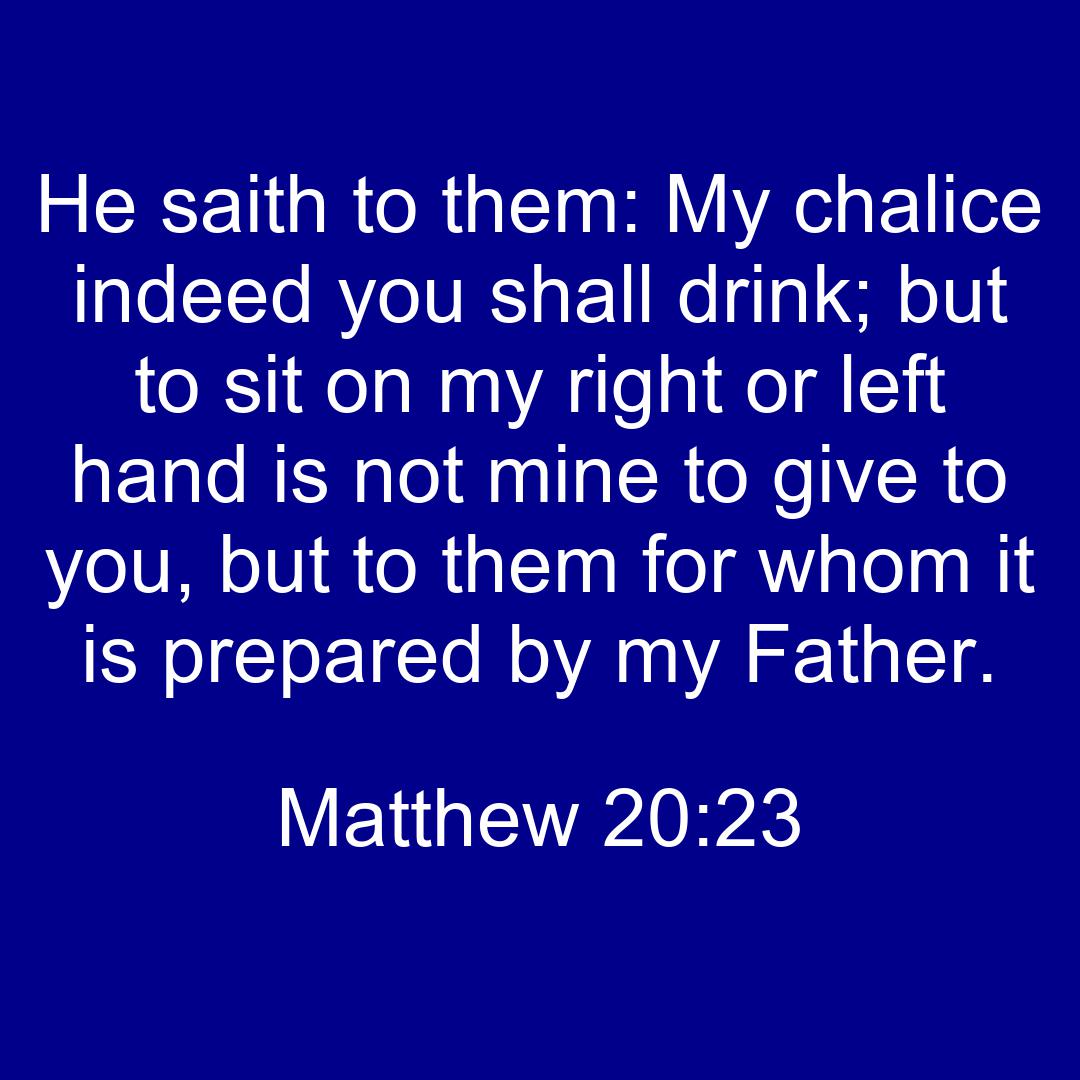 He saith to them: My chalice
indeed you shall drink; but
to sit on my right or left
hand is not mine to give to
you, but to them for whom it
is prepared by my Father.
Matthew 20:23